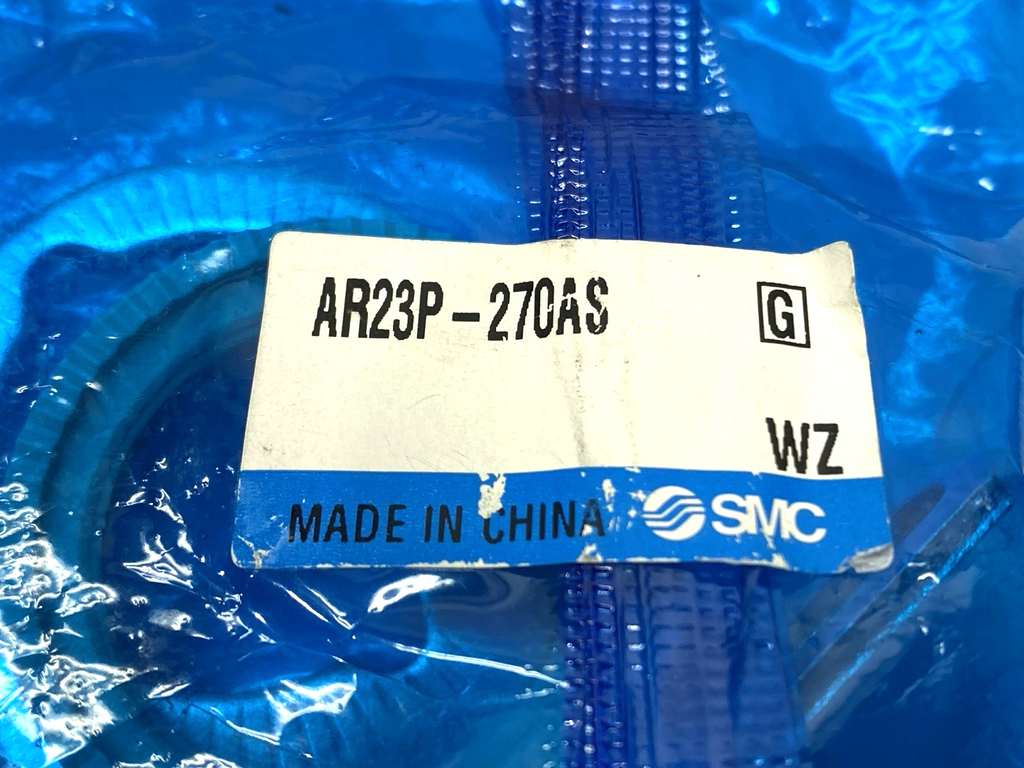 AR23P-270AS
G
WZ
MADE IN CHINA SMC